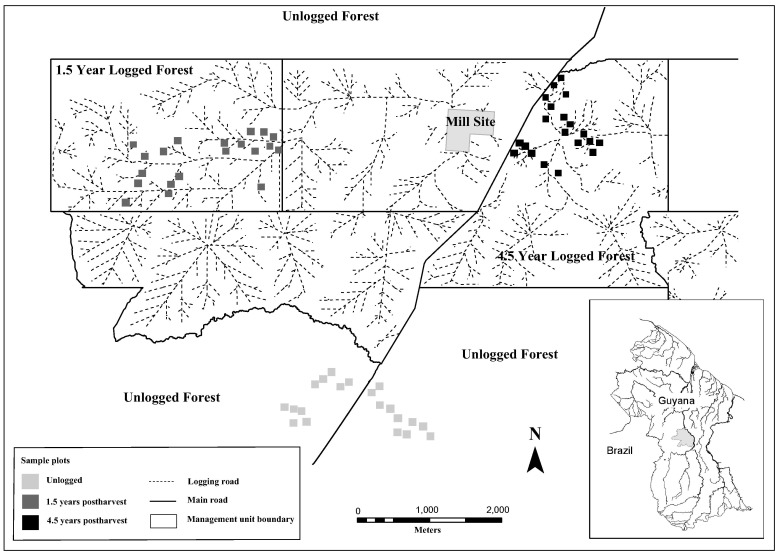 Unlogged Forest
1.5 Year Logged Forest
Mill Site
4.5 Year Logged Forest
Unlogged Forest
Unlogged Forest
Guyana
Brazil
N
Sample plots
Unlogged
1.5 years postharvest
4.5 years postharvest
Logging road
Main road
Management unit boundary
0 1,000 2,000
Meters